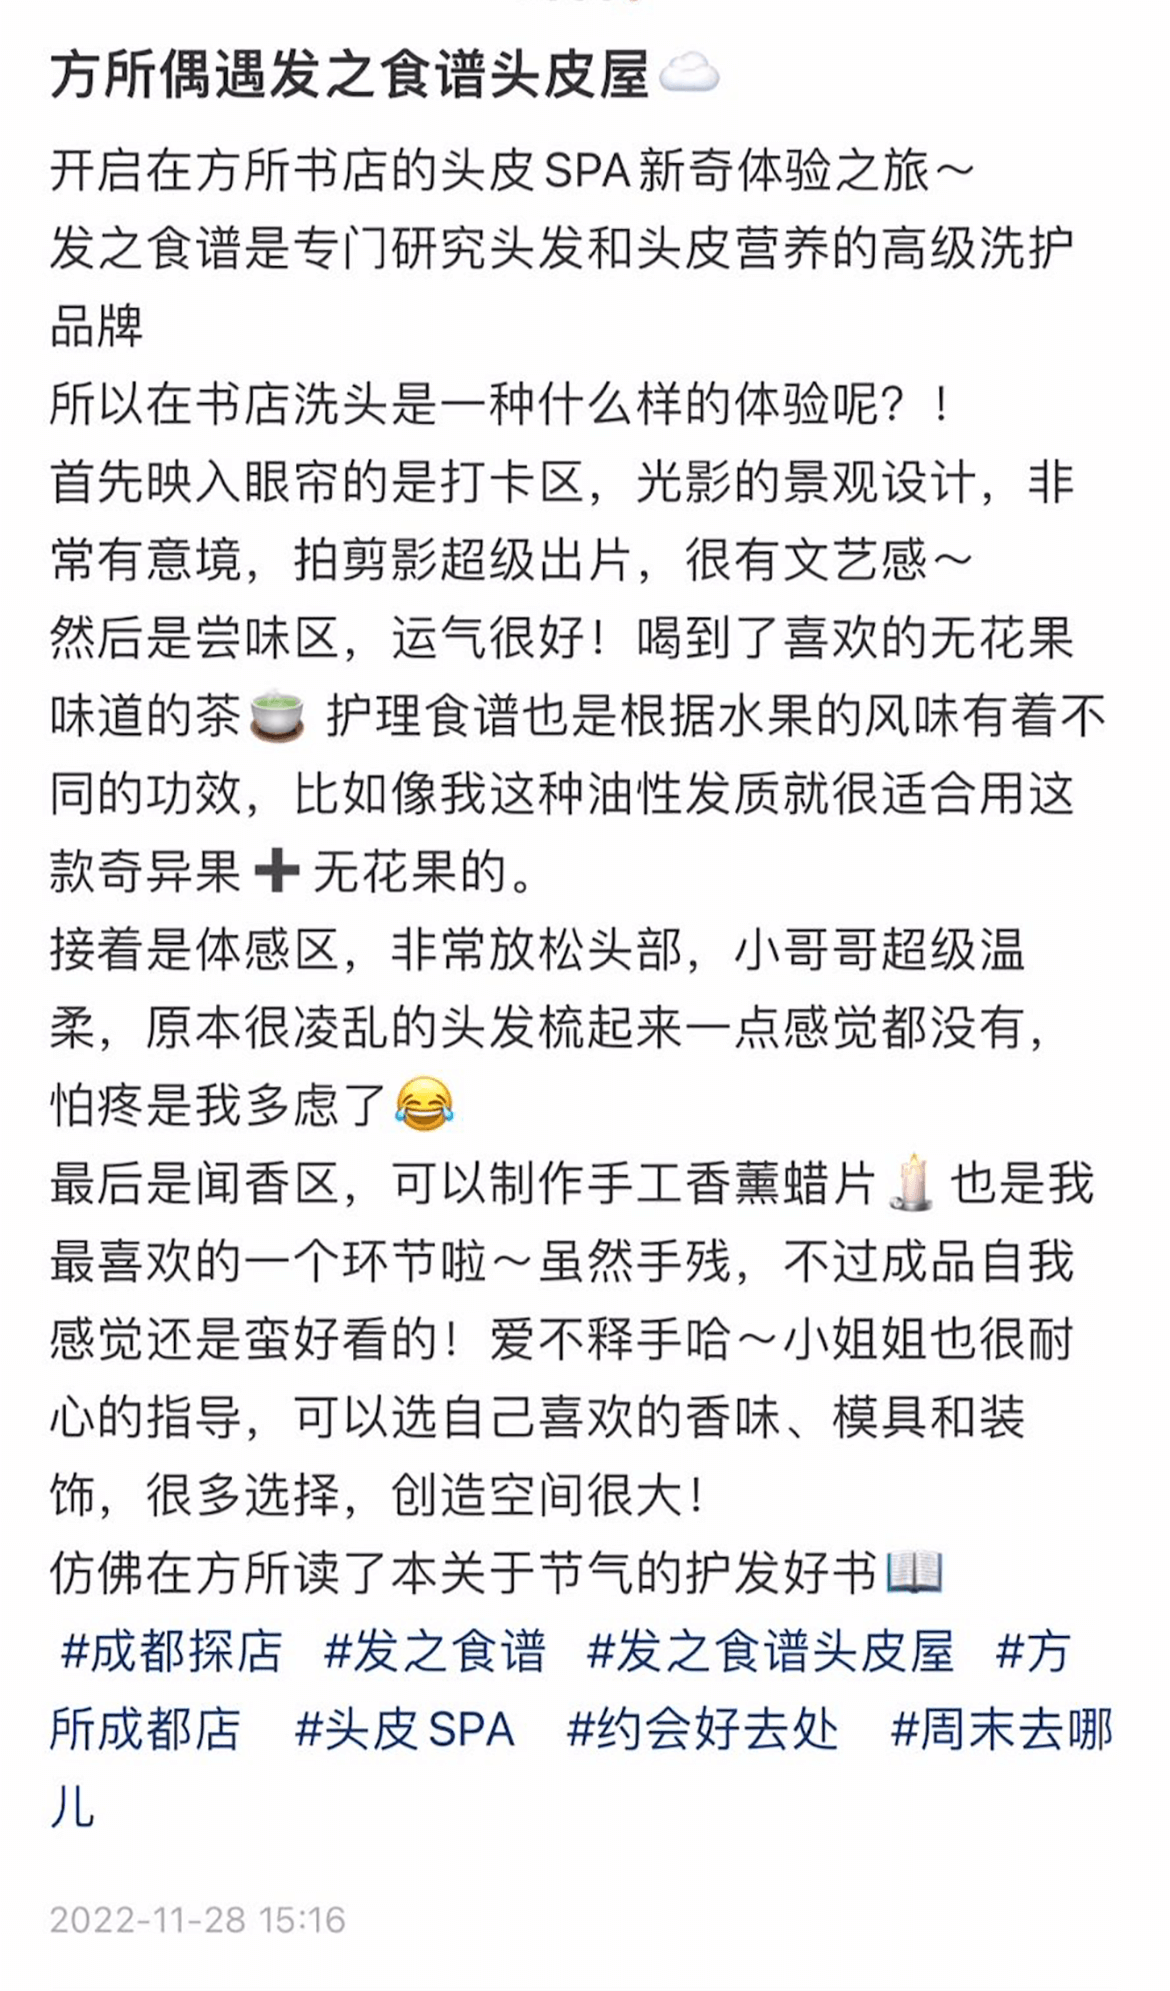 方所偶遇发之食谱头皮屋☁️
开启在方所书店的头皮SPA新奇体验之旅～
发之食谱是专门研究头发和头皮营养的高级洗护
品牌
所以在书店洗头是一种什么样的体验呢？！
首先映入眼帘的是打卡区，光影的景观设计，非
常有意境，拍剪影超级出片，很有文艺感～
然后是尝味区，运气很好！喝到了喜欢的无花果
味道的茶🍵 护理食谱也是根据水果的风味有着不
同的功效，比如像我这种油性发质就很适合用这
款奇异果➕无花果的。
接着是体感区，非常放松头部，小哥哥超级温
柔，原本很凌乱的头发梳起来一点感觉都没有，
怕疼是我多虑了😂
最后是闻香区，可以制作手工香薰蜡片🕯️也是我
最喜欢的一个环节啦～虽然手残，不过成品自我
感觉还是蛮好看的！爱不释手哈～小姐姐也很耐
心的指导，可以选自己喜欢的香味、模具和装
饰，很多选择，创造空间很大！
仿佛在方所读了本关于节气的护发好书📖
#成都探店 #发之食谱 #发之食谱头皮屋 #方
所成都店 #头皮SPA #约会好去处 #周末去哪
儿
2022-11-28 15:16